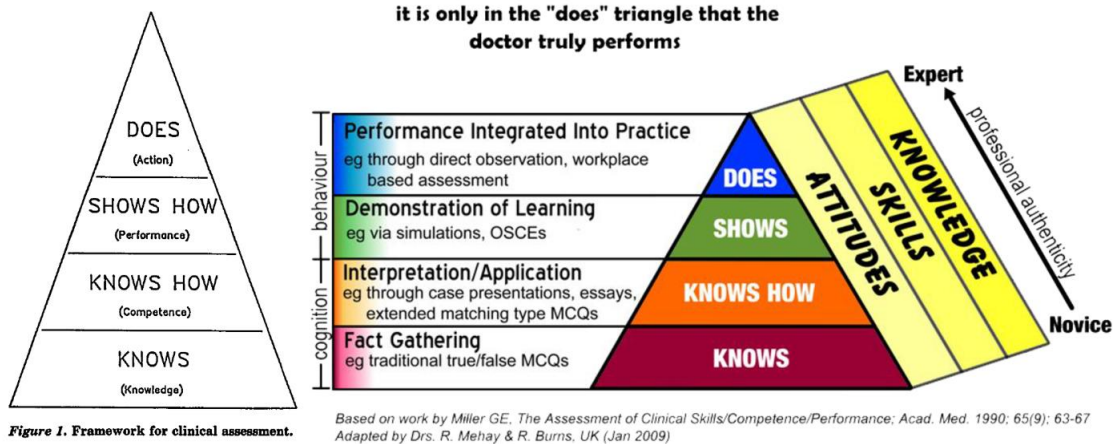 DOES
(Action)
SHOWS HOW
(Performance)
KNOWS HOW
(Competence)
KNOWS
(Knowledge)
Figure 1. Framework for clinical assessment.
it is only in the "does" triangle that the
doctor truly performs
behaviour
cognition
Performance Integrated Into Practice
eg through direct observation, workplace
based assessment
Demonstration of Learning
eg via simulations, OSCEs
Interpretation/Application
eg through case presentations, essays,
extended matching type MCQs
Fact Gathering
eg traditional true/false MCQs
DOES
SHOWS
KNOWS HOW
KNOWS
ATTITUDES
SKILLS
KNOWLEDGE
Expert
professional authenticity
Novice
Based on work by Miller GE, The Assessment of Clinical Skills/Competence/Performance; Acad. Med. 1990; 65(9); 63-67
Adapted by Drs. R. Mehay & R. Burns, UK (Jan 2009)